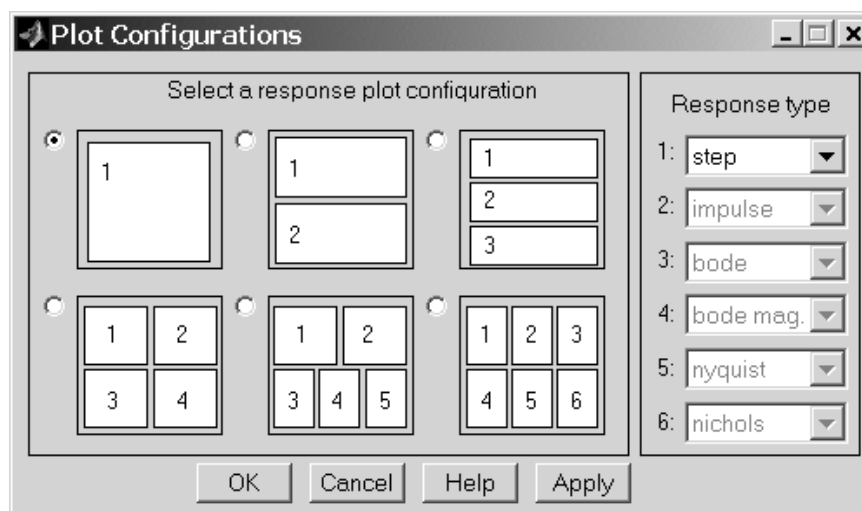 Plot Configurations
Select a response plot confiquration
1
1
2
1
2
3
1 2
3 4
1 2
3 4 5
1 2 3
4 5 6
Response type
1: step
2: impulse
3: bode
4: bode mag.
5: nyquist
6: nichols
OK Cancel Help Apply